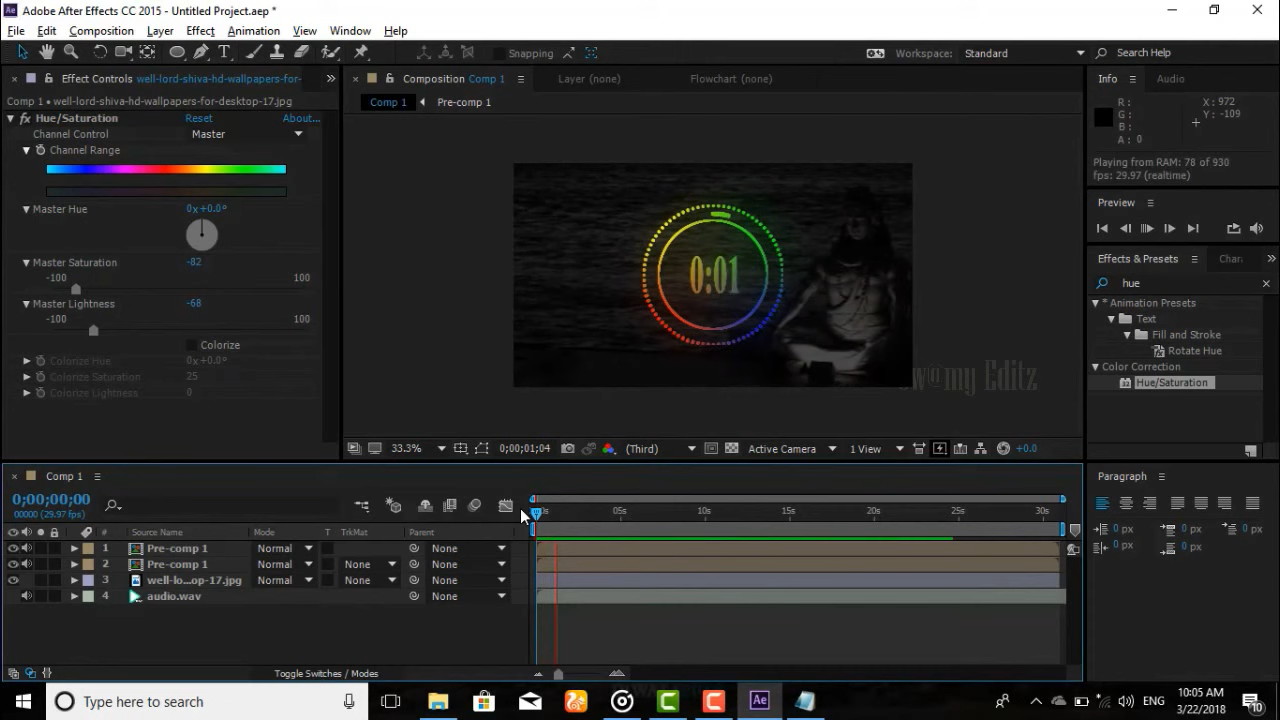 Adobe After Effects CC 2015 - Untitled Project.aep *
File Edit Composition Layer Effect Animation View Window Help
Snapping
Workspace: Standard
Search Help
Effect Controls well-lord-shiva-hd-wallpapers-for-
Composition Comp 1
Layer (none)
Flowchart (none)
Info
Audio
Comp 1 • well-lord-shiva-hd-wallpapers-for-desktop-17.jpg
Comp 1
Pre-comp 1
R :
G :
B :
A : 0
X : 972
Y : -109
Playing from RAM: 78 of 930
fps: 29.97 (realtime)
fx Hue/Saturation Reset About...
Channel Control Master
Channel Range
Master Hue 0x+0.0°
Master Saturation -82
-100 100
Master Lightness -68
-100 100
Colorize
Colorize Hue 0x+0.0°
Colorize Saturation 25
Colorize Lightness 0
0:01
Editz
Preview
Effects & Presets
Char
hue
* Animation Presets
Text
Fill and Stroke
Rotate Hue
Color Correction
Hue/Saturation
33.3%
0;00;01;04
(Third)
Active Camera
1 View
+0.0
Comp 1
0;00;00;00
00000 (29.97 fps)
0s 05s 10s 15s 20s 25s 30s
# Source Name Mode T TrkMat Parent
1 Pre-comp 1 Normal None
2 Pre-comp 1 Normal None None
3 well-lo...op-17.jpg Normal None None
4 audio.wav None
Toggle Switches / Modes
Paragraph
0 px 0 px 0 px
0 px 0 px
Type here to search
ENG
10:05 AM
3/22/2018
10